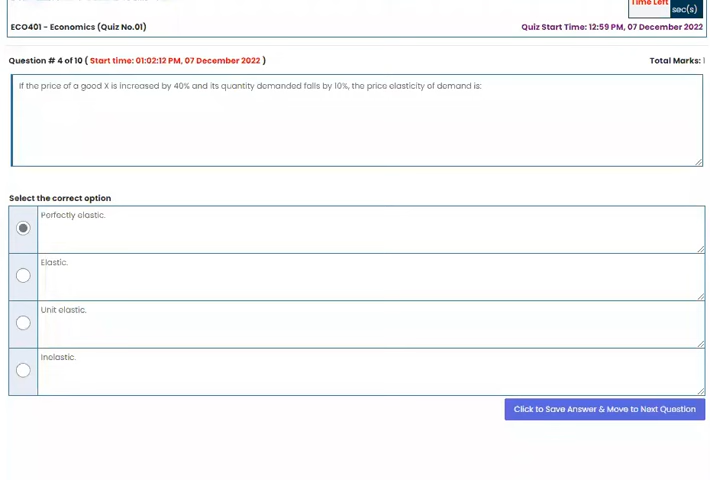 Time Left
sec(s)
ECO401 - Economics (Quiz No.01)
Quiz Start Time: 12:59 PM, 07 December 2022
Question # 4 of 10 ( Start time: 01:02:12 PM, 07 December 2022 )
Total Marks: 1
If the price of a good X is increased by 40% and its quantity demanded falls by 10%, the price elasticity of demand is:
Select the correct option
Perfectly elastic.
Elastic.
Unit elastic.
Inelastic.
Click to Save Answer & Move to Next Question